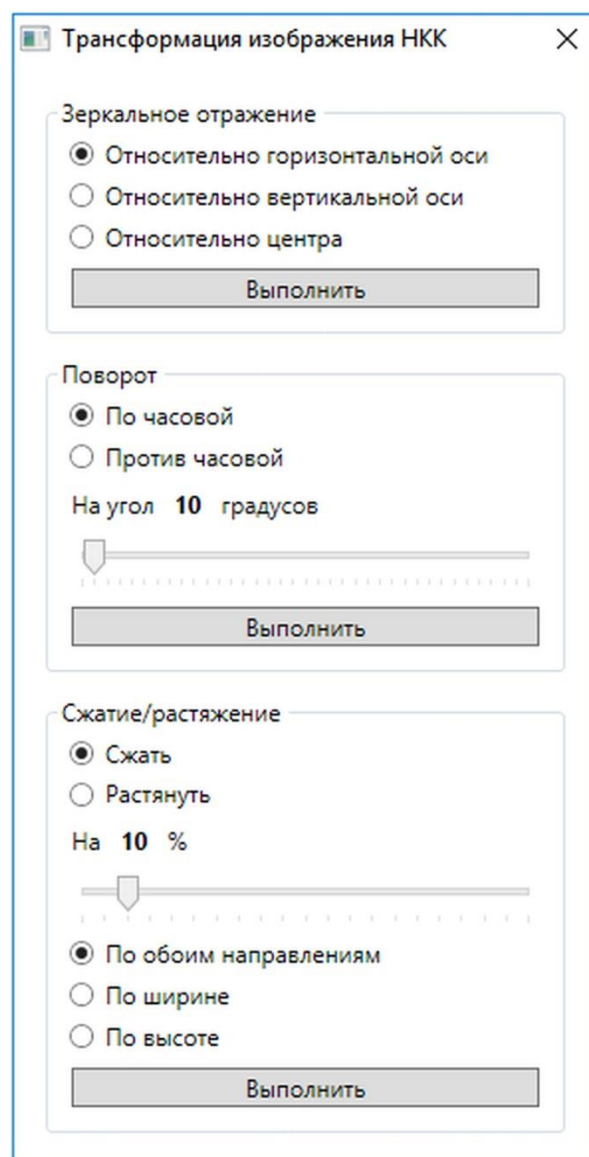 Трансформация изображения НКК
Зеркальное отражение
Относительно горизонтальной оси
Относительно вертикальной оси
Относительно центра
Выполнить
Поворот
По часовой
Против часовой
На угол 10 градусов
Выполнить
Сжатие/растяжение
Сжать
Растянуть
На 10 %
По обоим направлениям
По ширине
По высоте
Выполнить